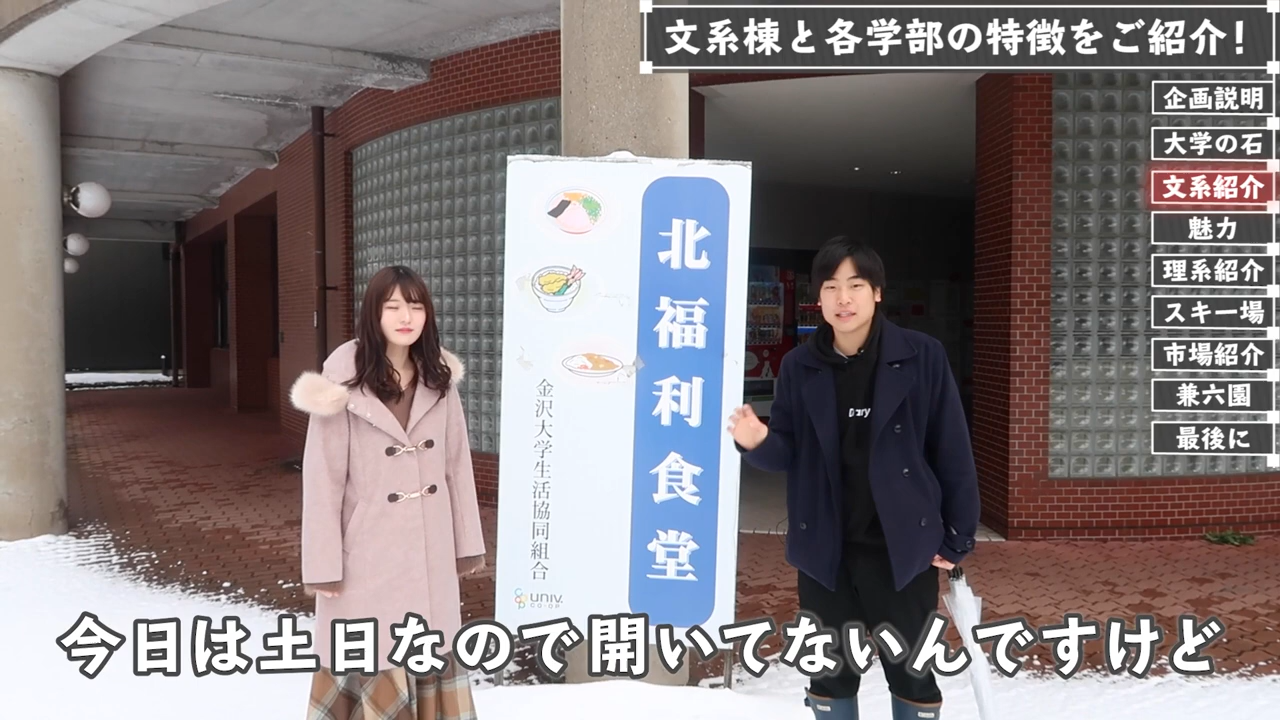 文系棟と各学部の特徴をご紹介！
企画説明
大学の石
文系紹介
魅力
理系紹介
スキー場
市場紹介
兼六園
最後に
北福利食堂
金沢大学生活協同組合
UNIV.
CO-OP
今日は土日なので開いてないんですけど